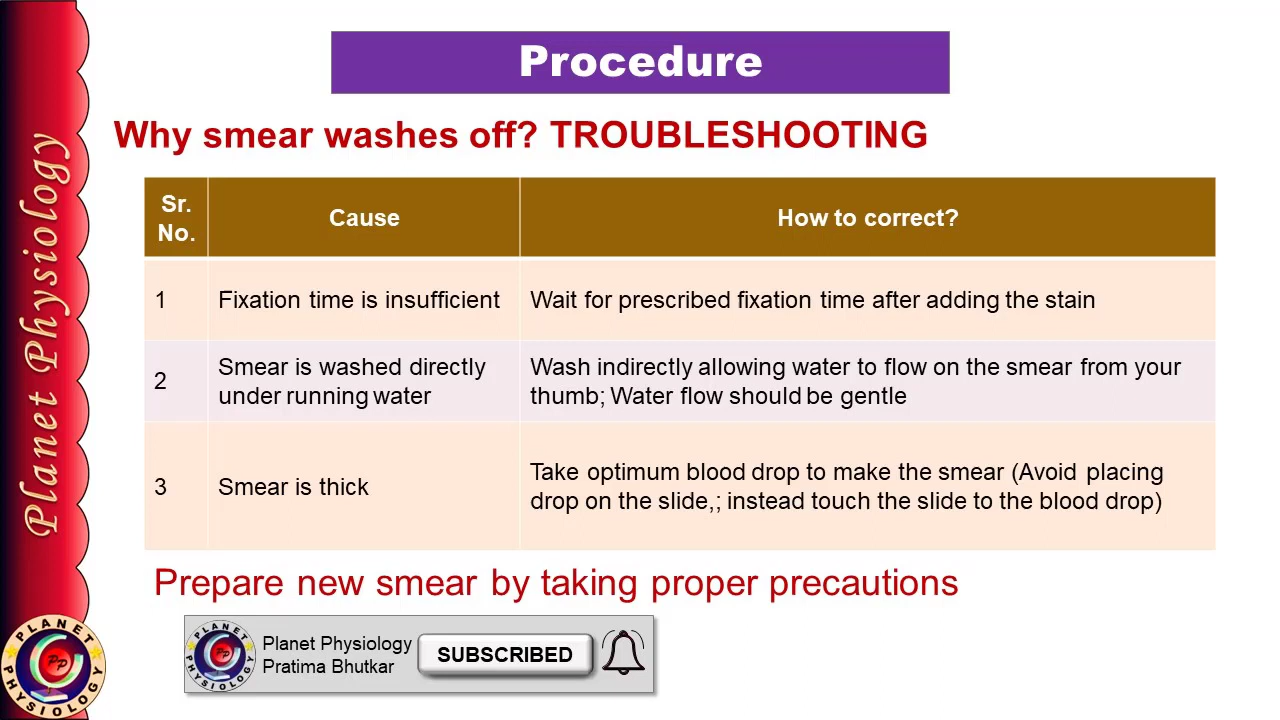 Procedure
Why smear washes off? TROUBLESHOOTING
Sr.
No.
Cause
How to correct?
1
Fixation time is insufficient
Wait for prescribed fixation time after adding the stain
2
Smear is washed directly
under running water
Wash indirectly allowing water to flow on the smear from your
thumb; Water flow should be gentle
3
Smear is thick
Take optimum blood drop to make the smear (Avoid placing
drop on the slide,; instead touch the slide to the blood drop)
Prepare new smear by taking proper precautions
Planet Physiology
Pratima Bhutkar
SUBSCRIBED
Planet Physiology
PLANET
PHYSIOLOGY
PP
PLANET
PHYSIOLOGY
PP